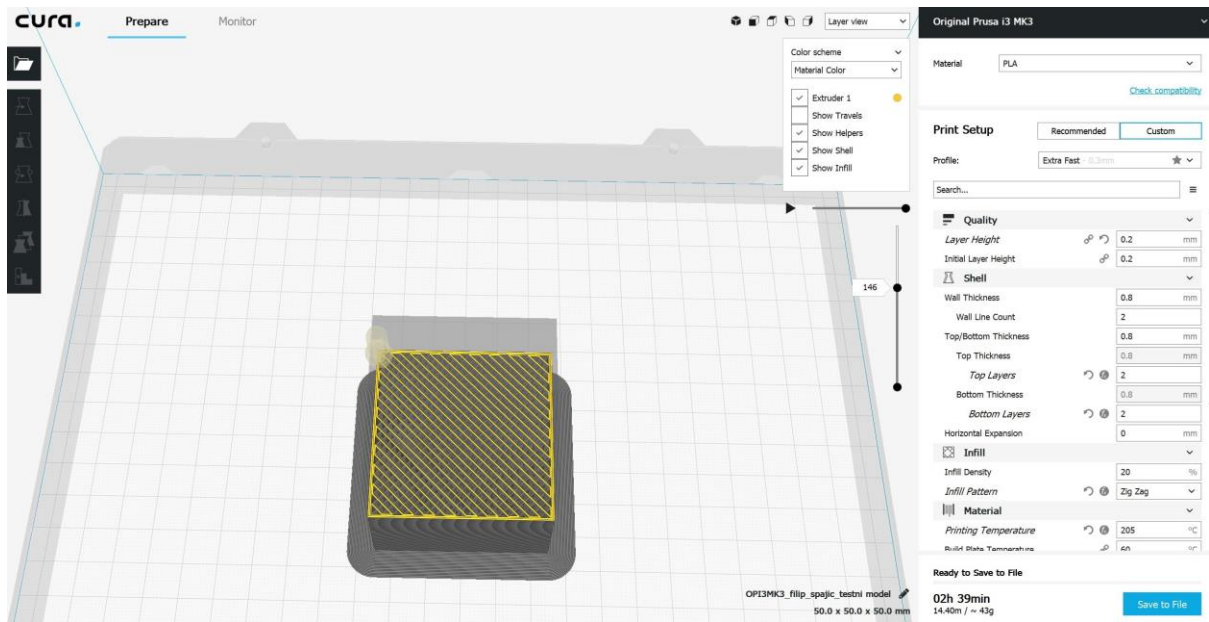 cura.
Prepare
Monitor
Layer view
Color scheme
Material Color
Extruder 1
Show Travels
Show Helpers
Show Shell
Show Infill
146
OPI3MK3_filip_spajic_testni model
50.0 x 50.0 x 50.0 mm
Original Prusa i3 MK3
Material PLA
Check compatibility
Print Setup Recommended Custom
Profile: Extra Fast - 0.3mm
Search...
Quality
Layer Height 0.2 mm
Initial Layer Height 0.2 mm
Shell
Wall Thickness 0.8 mm
Wall Line Count 2
Top/Bottom Thickness 0.8 mm
Top Thickness 0.8 mm
Top Layers 2
Bottom Thickness 0.8 mm
Bottom Layers 2
Horizontal Expansion 0 mm
Infill
Infill Density 20 %
Infill Pattern Zig Zag
Material
Printing Temperature 205 °C
Build Plate Temperature 60 °C
Ready to Save to File
02h 39min
14.40m / ~ 43g
Save to File